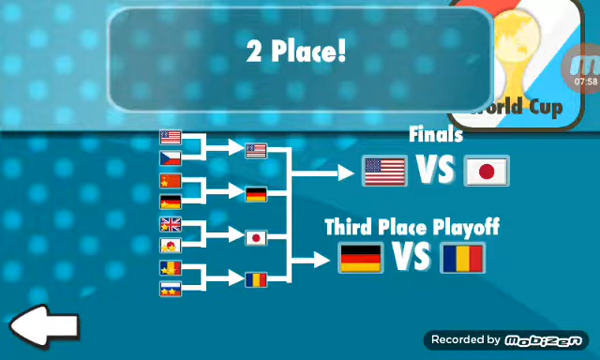 2 Place!
07:58
World Cup
Finals
VS
Third Place Playoff
VS
Recorded by mobizen